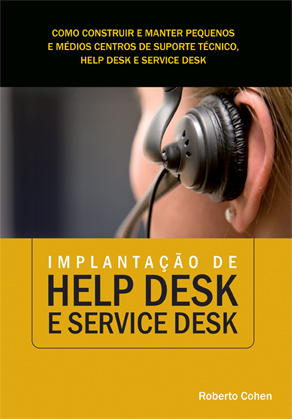 COMO CONSTRUIR E MANTER PEQUENOS
E MÉDIOS CENTROS DE SUPORTE TÉCNICO,
HELP DESK E SERVICE DESK
IMPLANTAÇÃO DE
HELP DESK
E SERVICE DESK
Roberto Cohen